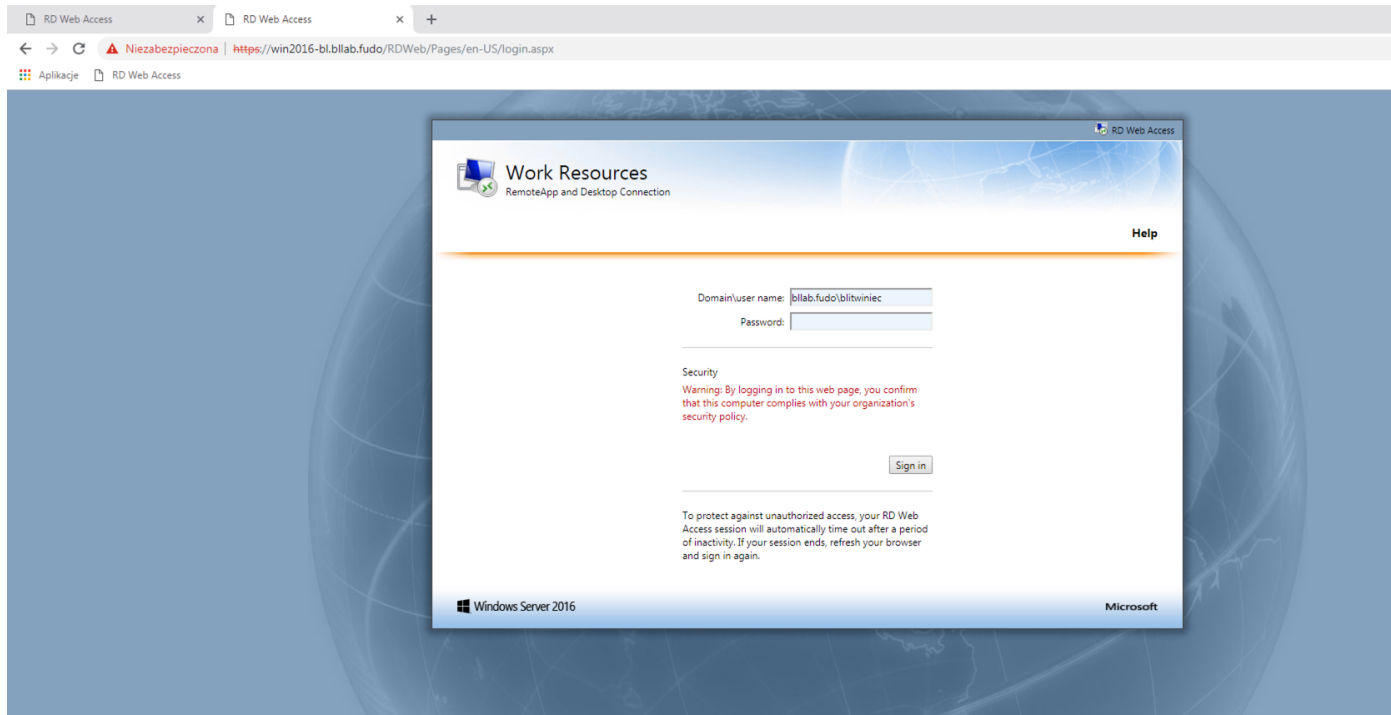 RD Web Access
RD Web Access
Niezabezpieczona | https://win2016-bl.bllab.fudo/RDWeb/Pages/en-US/login.aspx
Aplikacje RD Web Access
RD Web Access
Work Resources
RemoteApp and Desktop Connection
Help
Domain\user name: bllab.fudo\blitwiniec
Password:
Security
Warning: By logging in to this web page, you confirm
that this computer complies with your organization's
security policy.
Sign in
To protect against unauthorized access, your RD Web
Access session will automatically time out after a period
of inactivity. If your session ends, refresh your browser
and sign in again.
Windows Server 2016
Microsoft